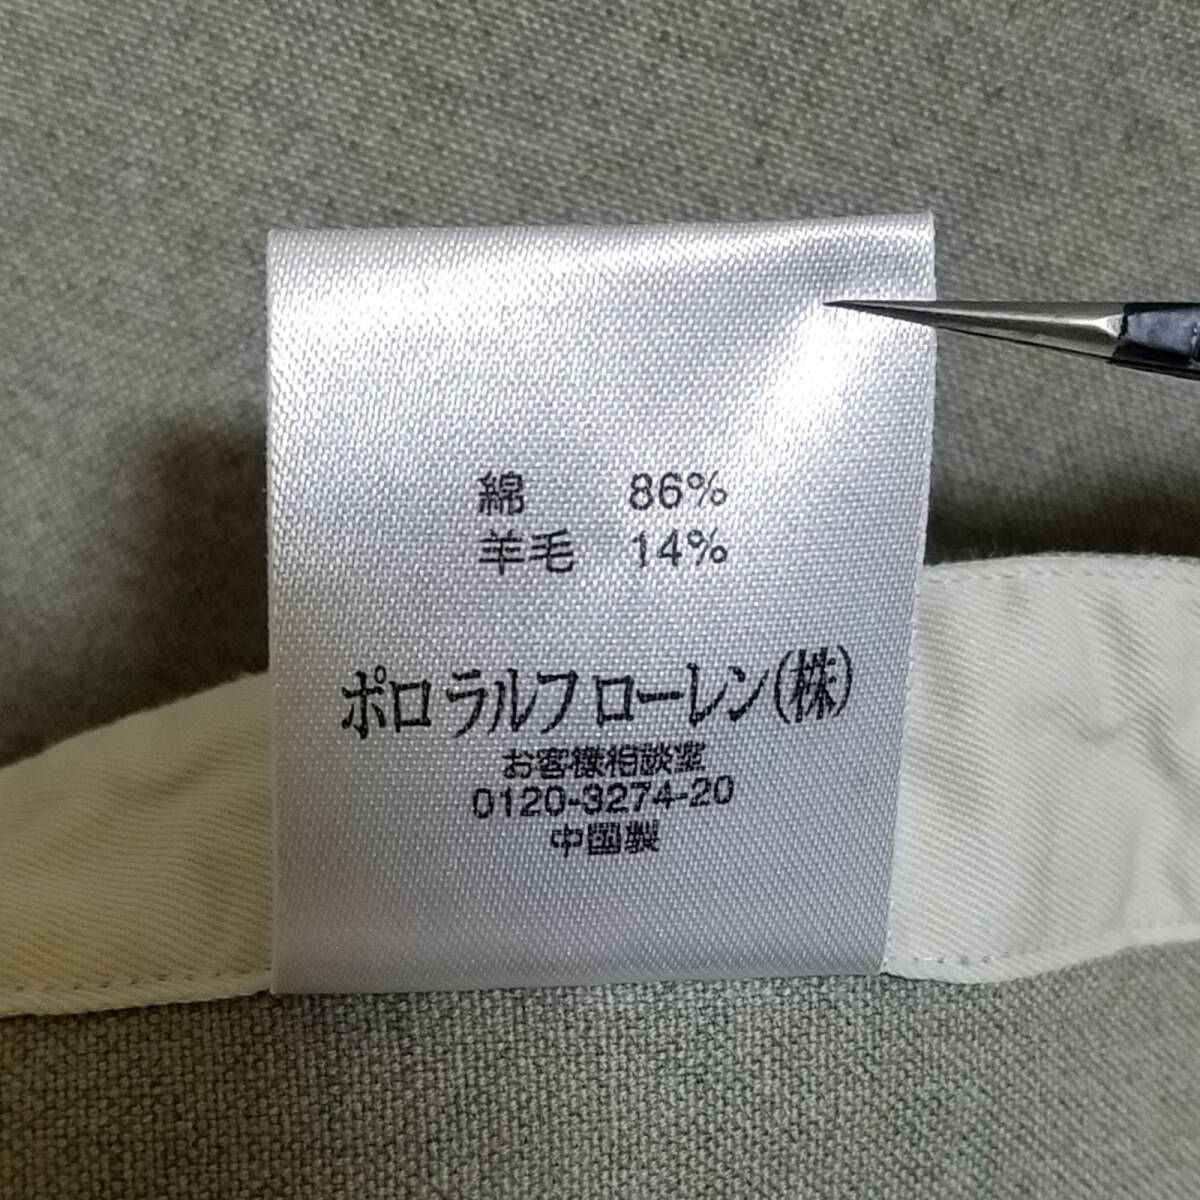 綿 86%
羊毛 14%
ポロ ラルフ ローレン(株)
お客様相談室
0120-3274-20
中国製